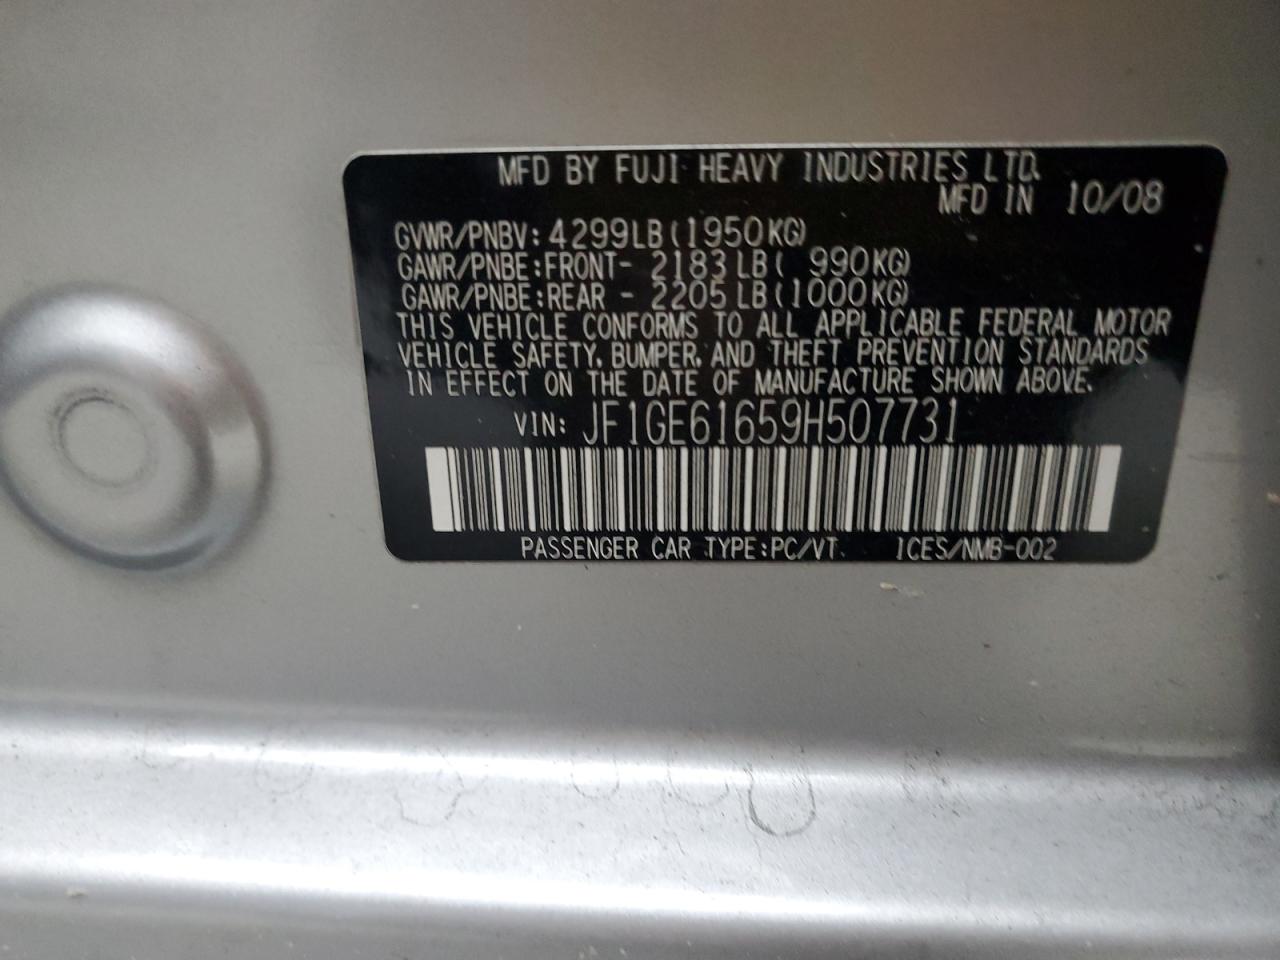 MFD BY FUJI HEAVY INDUSTRIES LTD.
MFD IN 10/08
GVWR/PNBV: 4299LB(1950KG)
GAWR/PNBE:FRONT- 2183LB( 990KG)
GAWR/PNBE:REAR - 2205LB(1000KG)
THIS VEHICLE CONFORMS TO ALL APPLICABLE FEDERAL MOTOR
VEHICLE SAFETY, BUMPER, AND THEFT PREVENTION STANDARDS
IN EFFECT ON THE DATE OF MANUFACTURE SHOWN ABOVE.
VIN: JF1GE61659H507731
PASSENGER CAR TYPE:PC/VT ICES/NMB-002